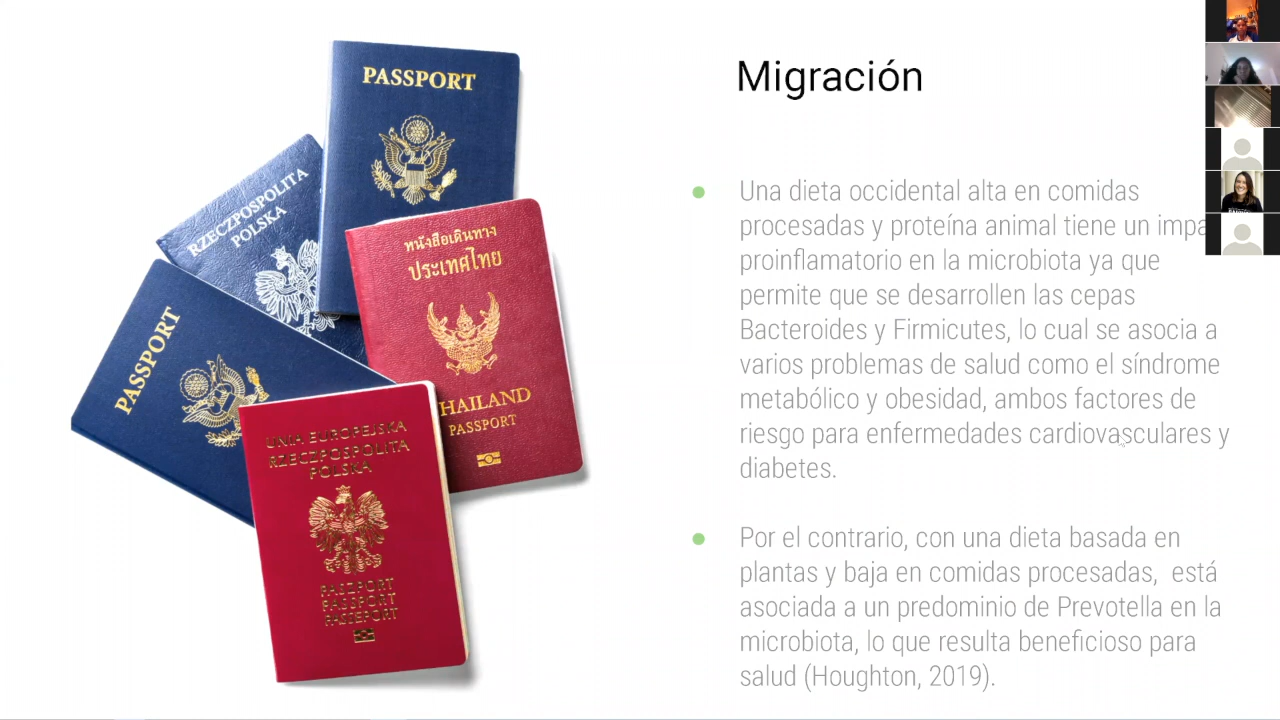 PASSPORT
RZECZPOSPOLITA
POLSKA
PASSPORT
หนังสือเดินทาง
ประเทศไทย
HAILAND
PASSPORT
UNIA EUROPEJSKA
RZECZPOSPOLITA
POLSKA
PASZPORT
PASSPORT
PASSEPORT
Migración
Una dieta occidental alta en comidas
procesadas y proteína animal tiene un impa
proinflamatorio en la microbiota ya que
permite que se desarrollen las cepas
Bacteroides y Firmicutes, lo cual se asocia a
varios problemas de salud como el síndrome
metabólico y obesidad, ambos factores de
riesgo para enfermedades cardiovasculares y
diabetes.
Por el contrario, con una dieta basada en
plantas y baja en comidas procesadas, está
asociada a un predominio de Prevotella en la
microbiota, lo que resulta beneficioso para
salud (Houghton, 2019).